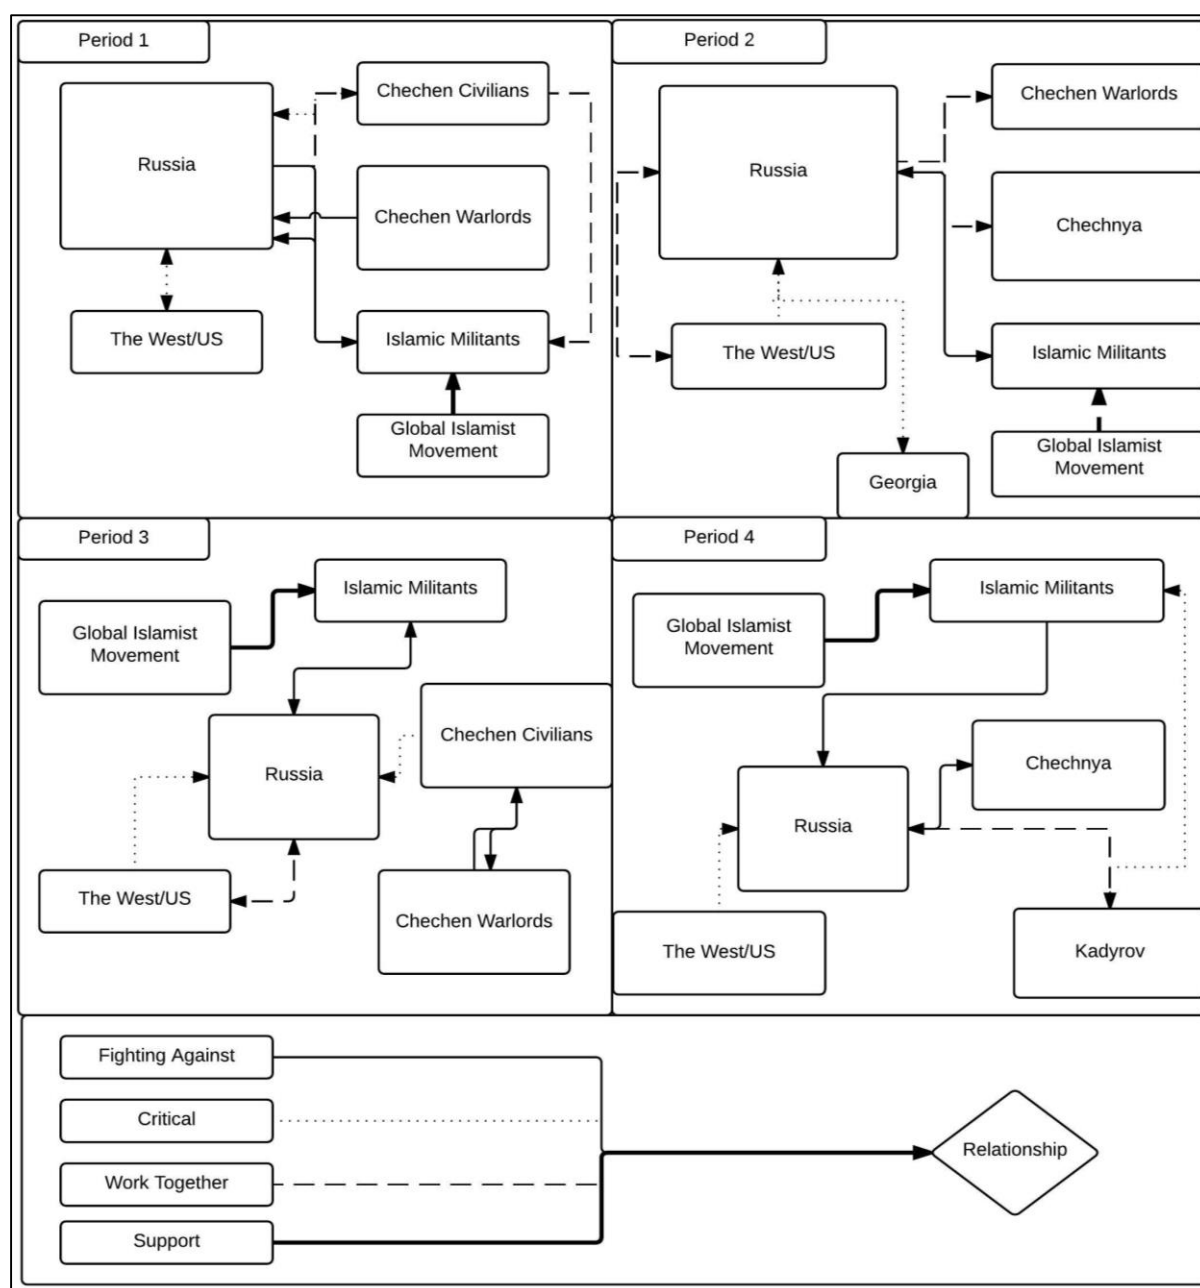 Period 1
Chechen Civilians
Russia
Chechen Warlords
The West/US
Islamic Militants
Global Islamist
Movement
Period 2
Chechen Warlords
Russia
Chechnya
The West/US
Islamic Militants
Global Islamist
Movement
Georgia
Period 3
Islamic Militants
Global Islamist
Movement
Chechen Civilians
Russia
The West/US
Chechen Warlords
Period 4
Islamic Militants
Global Islamist
Movement
Chechnya
Russia
The West/US
Kadyrov
Fighting Against
Critical
Work Together
Support
Relationship